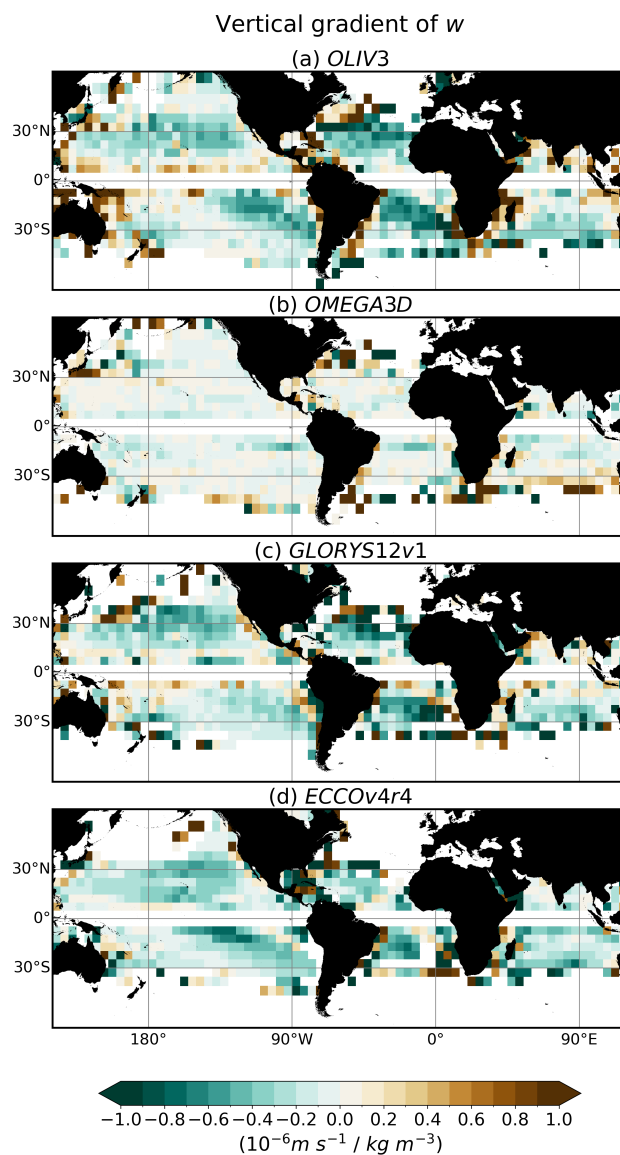 Vertical gradient of w
(a) OLIV3
30°N
0°
30°S
(b) OMEGA3D
30°N
0°
30°S
(c) GLORYS12v1
30°N
0°
30°S
(d) ECCOv4r4
30°N
0°
30°S
180° 90°W 0° 90°E
−1.0 −0.8 −0.6 −0.4 −0.2 0.0 0.2 0.4 0.6 0.8 1.0
(10⁻⁶m s⁻¹ / kg m⁻³)